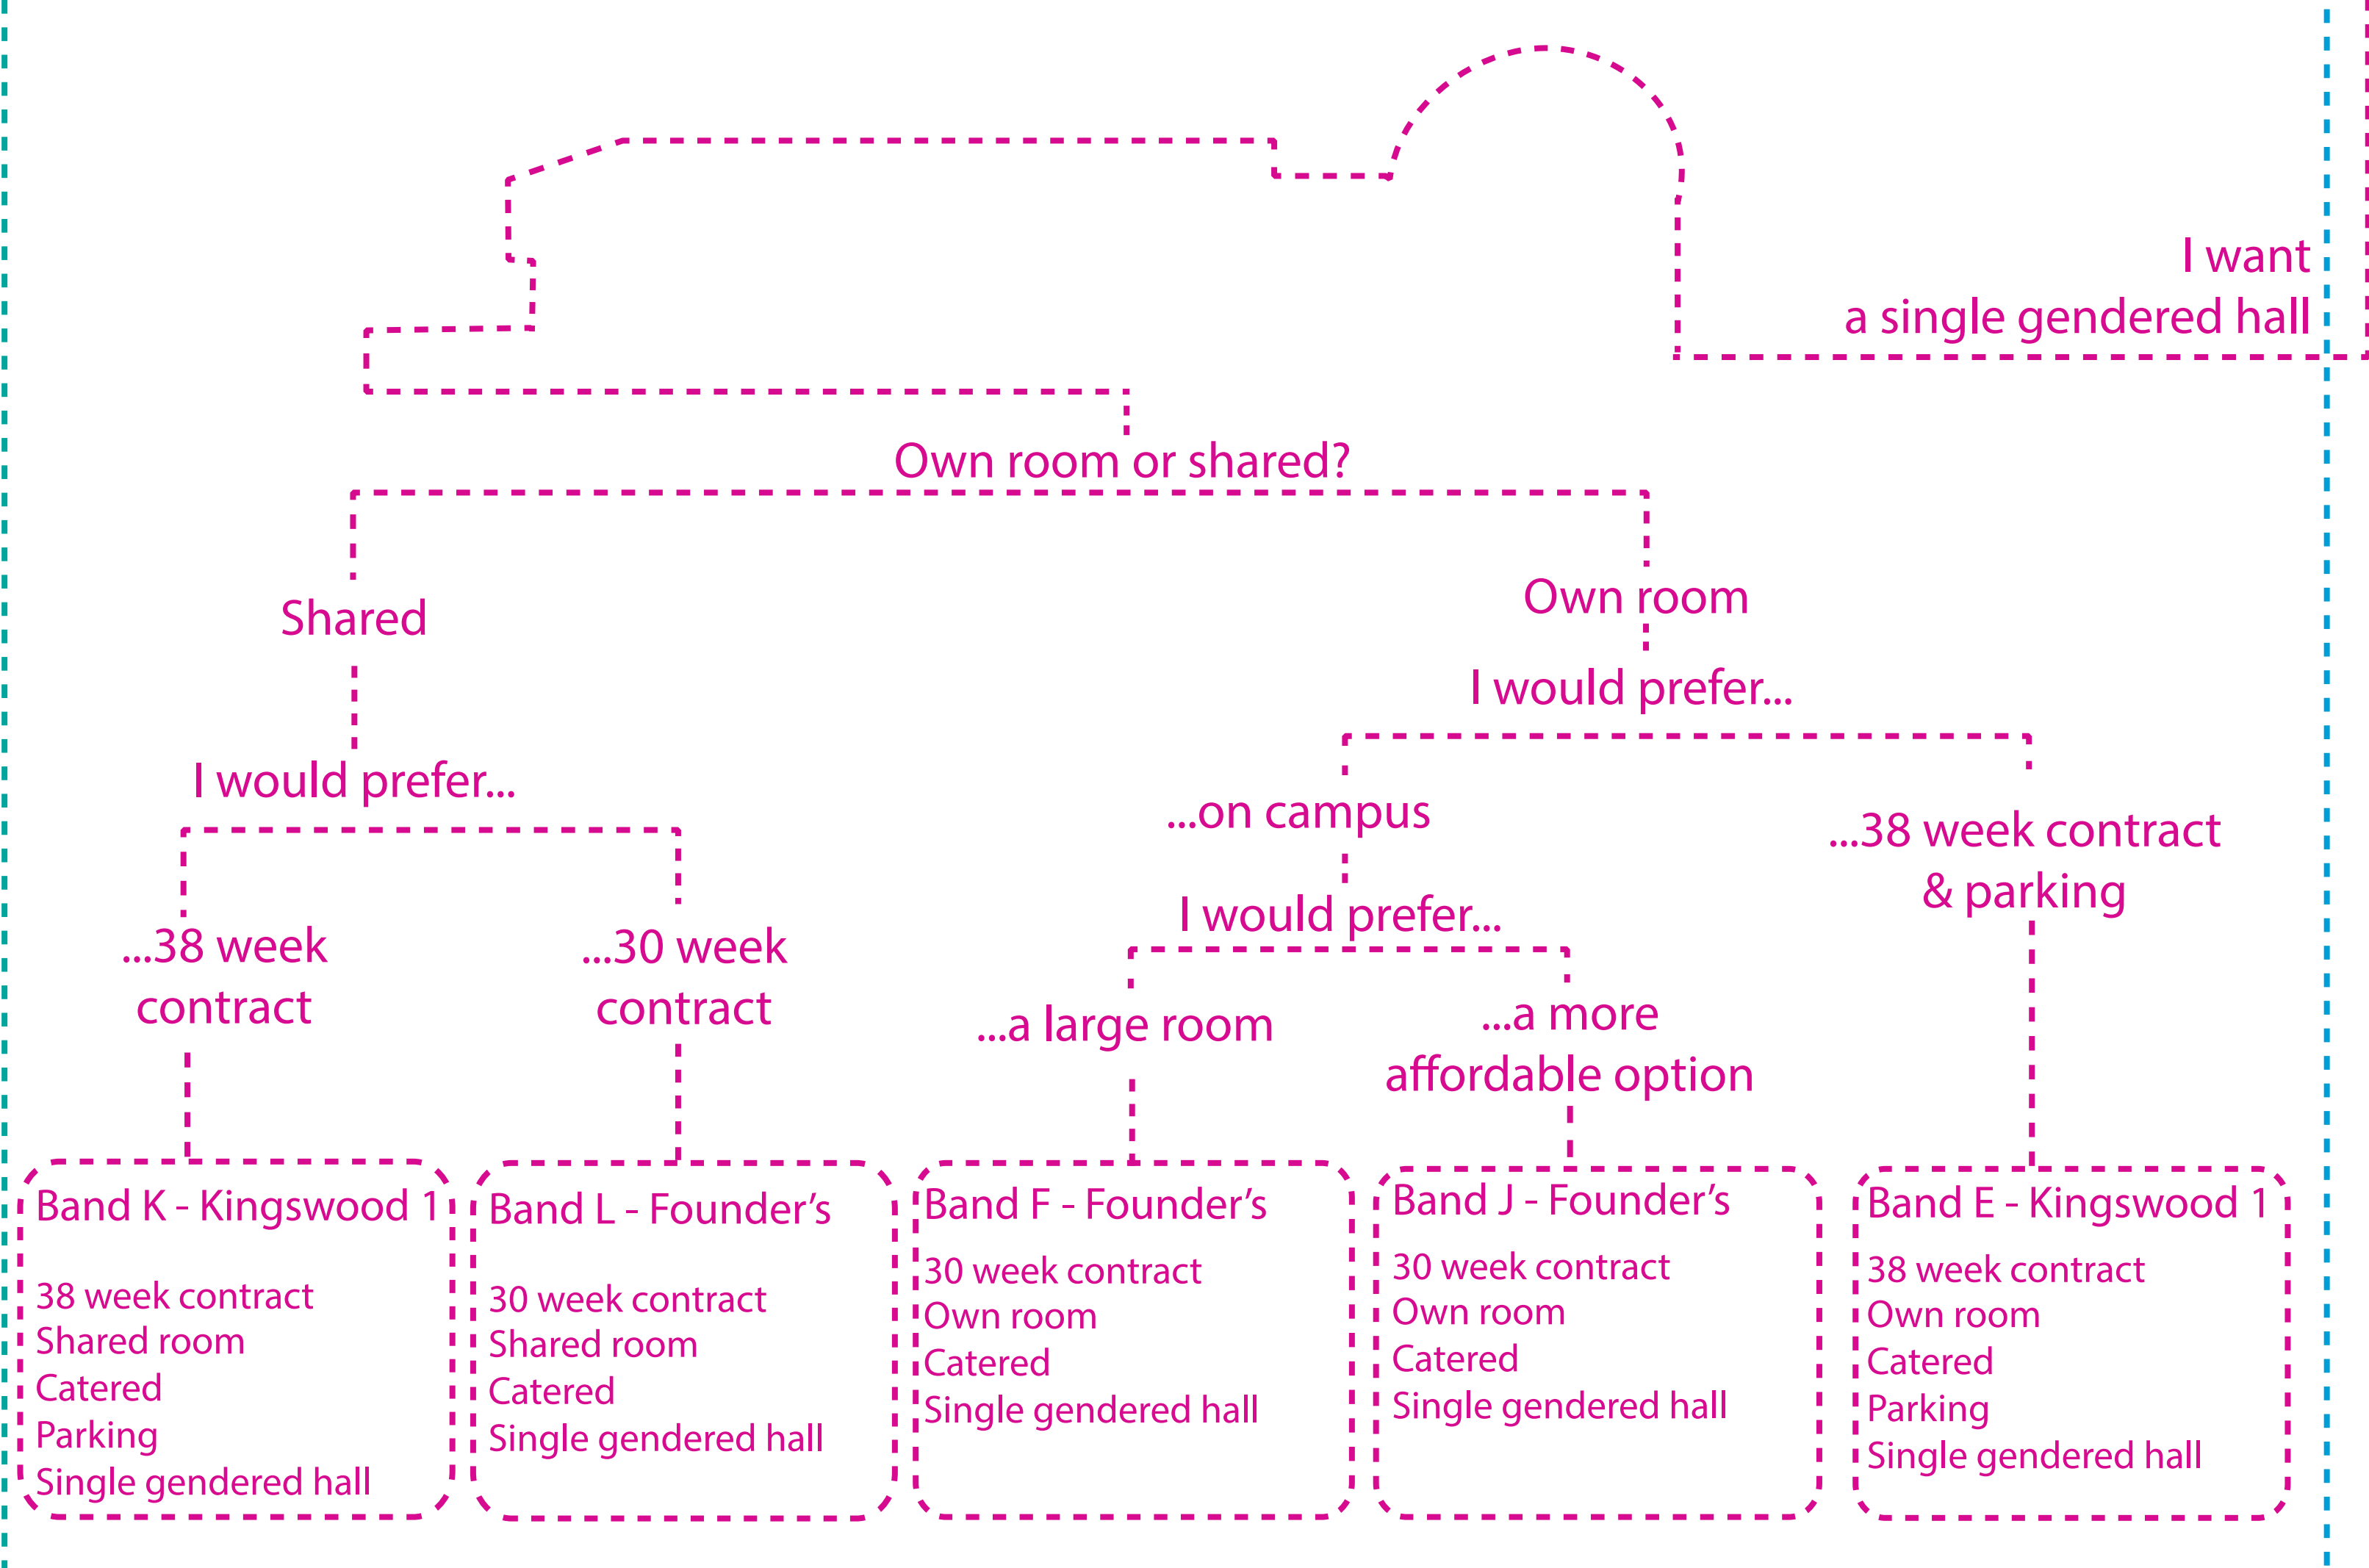 I want
a single gendered hall
Own room or shared?
Shared
Own room
I would prefer...
I would prefer...
...38 week
contract
...30 week
contract
...on campus
I would prefer...
...a large room
...a more
affordable option
...38 week contract
& parking
Band K - Kingswood 1
38 week contract
Shared room
Catered
Parking
Single gendered hall
Band L - Founder’s
30 week contract
Shared room
Catered
Single gendered hall
Band F - Founder’s
30 week contract
Own room
Catered
Single gendered hall
Band J - Founder’s
30 week contract
Own room
Catered
Single gendered hall
Band E - Kingswood 1
38 week contract
Own room
Catered
Parking
Single gendered hall